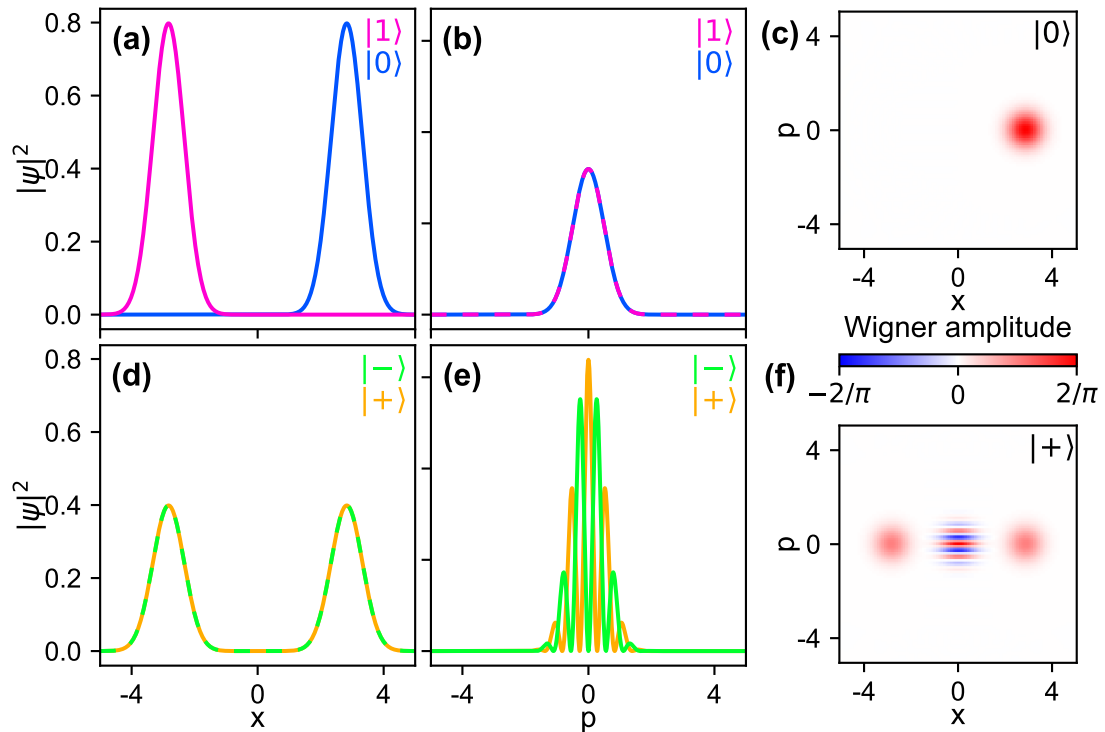 (a)
|1⟩
|0⟩
|ψ|²
0.8
0.6
0.4
0.2
0.0
(b)
|1⟩
|0⟩
(c)
|0⟩
p
4
0
-4
-4 0 4
x
Wigner amplitude
−2/π 0 2/π
(d)
|−⟩
|+⟩
|ψ|²
0.8
0.6
0.4
0.2
0.0
-4 0 4
x
(e)
|−⟩
|+⟩
-4 0 4
p
(f)
|+⟩
p
4
0
-4
-4 0 4
x